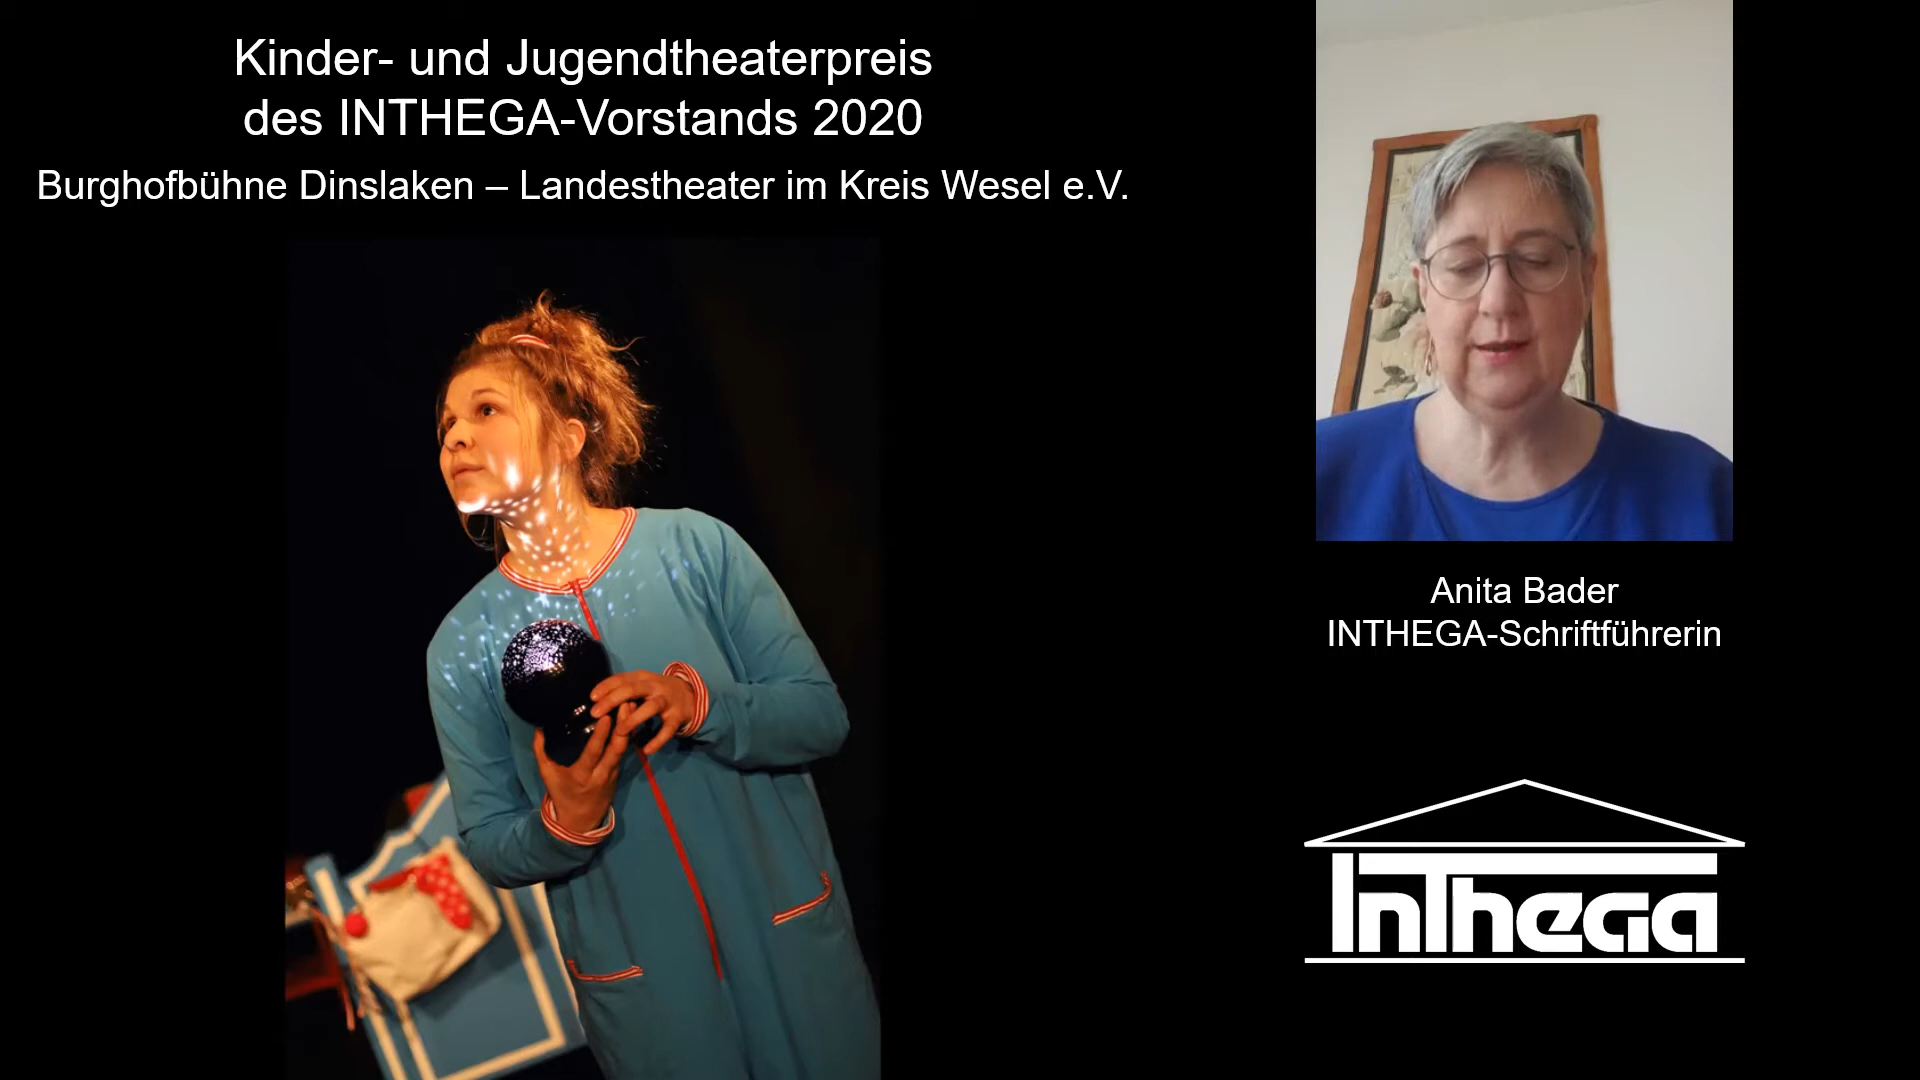 Kinder- und Jugendtheaterpreis
des INTHEGA-Vorstands 2020
Burghofbühne Dinslaken – Landestheater im Kreis Wesel e.V.
Anita Bader
INTHEGA-Schriftführerin
InThega